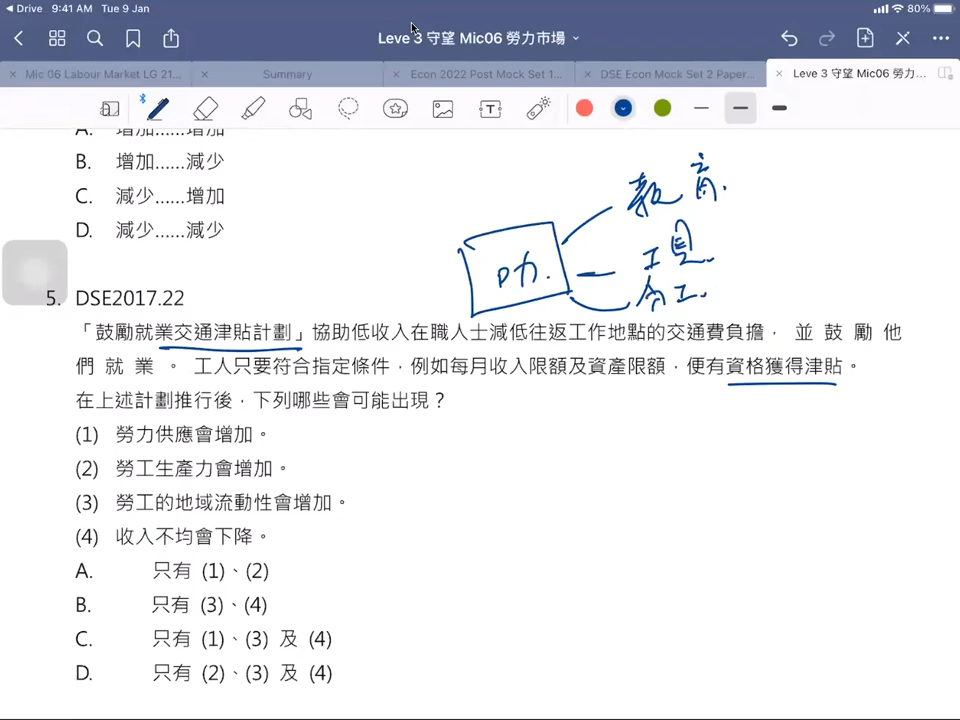 Drive 9:41 AM Tue 9 Jan 80%
Leve 3 守望 Mic06 勞力市場
Mic 06 Labour Market LG 21...
Summary
Econ 2022 Post Mock Set 1...
DSE Econ Mock Set 2 Paper...
Leve 3 守望 Mic06 勞力...
A. 增加......增加
B. 增加......減少
C. 減少......增加
D. 減少......減少
教育.
工具.
分工.
5. DSE2017.22
「鼓勵就業交通津貼計劃」協助低收入在職人士減低往返工作地點的交通費負擔，並 鼓 勵 他
們 就 業 。 工人只要符合指定條件，例如每月收入限額及資產限額，便有資格獲得津貼。
在上述計劃推行後，下列哪些會可能出現？
(1) 勞力供應會增加。
(2) 勞工生產力會增加。
(3) 勞工的地域流動性會增加。
(4) 收入不均會下降。
A. 只有 (1)、(2)
B. 只有 (3)、(4)
C. 只有 (1)、(3) 及 (4)
D. 只有 (2)、(3) 及 (4)